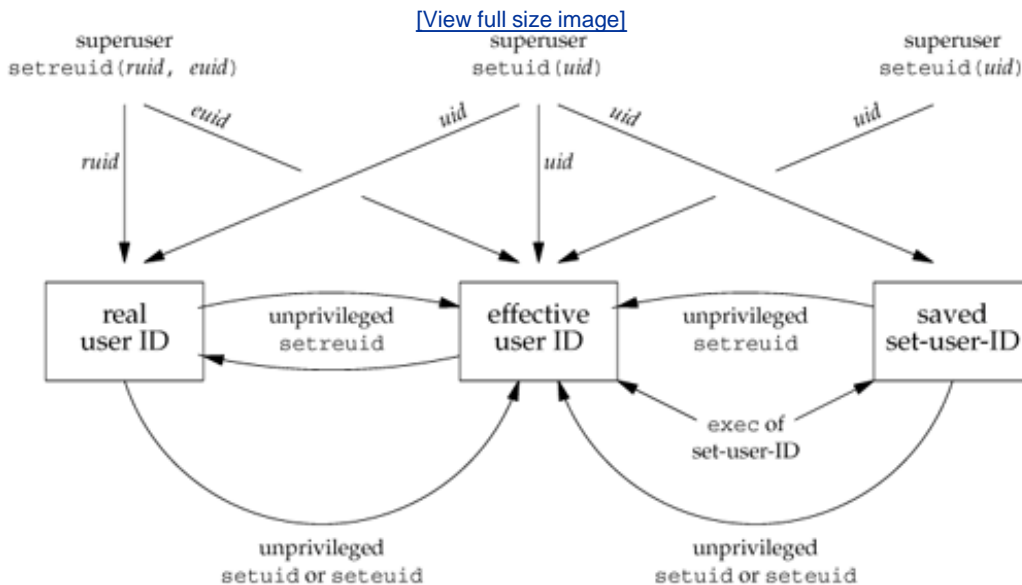 [View full size image]
superuser
setreuid(ruid, euid)
superuser
setuid(uid)
superuser
seteuid(uid)
ruid
euid
uid
uid
uid
uid
real
user ID
unprivileged
setreuid
effective
user ID
unprivileged
setreuid
saved
set-user-ID
exec of
set-user-ID
unprivileged
setuid or seteuid
unprivileged
setuid or seteuid